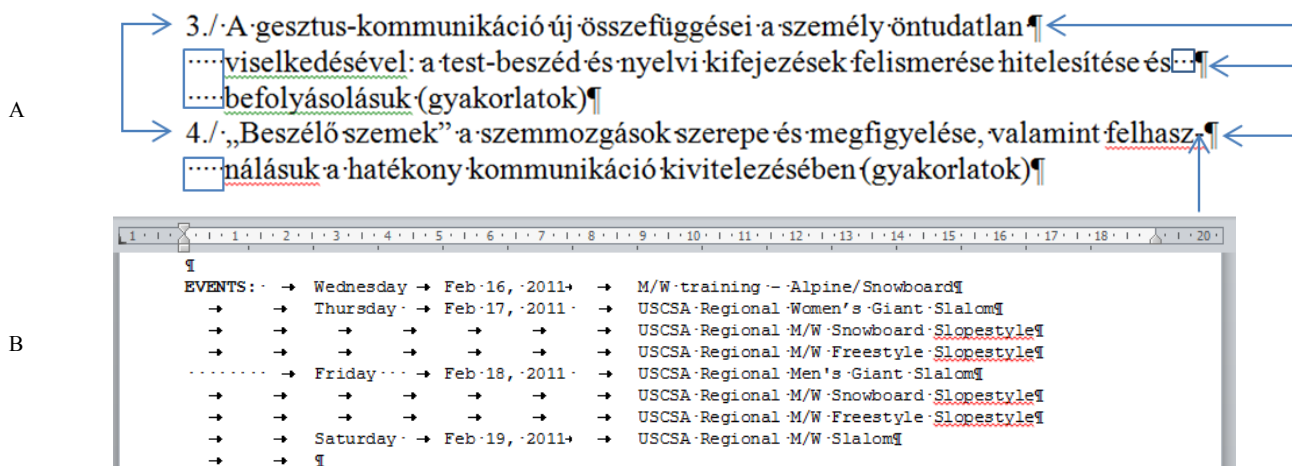 3./ A gesztus-kommunikáció új összefüggései a személy öntudatlan ¶
·····viselkedésével: a test-beszéd és nyelvi kifejezések felismerése hitelesítése és ·· ¶
A
·····befolyásolásuk (gyakorlatok)¶
4./ „Beszélő szemek” a szemmozgások szerepe és megfigyelése, valamint felhasz-¶
·····nálásuk a hatékony kommunikáció kivitelezésében (gyakorlatok)¶
1 1 2 3 4 5 6 7 8 9 10 11 12 13 14 15 16 17 18 20
¶
EVENTS: → Wednesday → Feb 16, 2011 → → M/W training – Alpine/Snowboard¶
→ → Thursday → Feb 17, 2011 → USCSA Regional Women’s Giant Slalom¶
→ → → → → → → USCSA Regional M/W Snowboard Slopestyle¶
B
→ → → → → → → USCSA Regional M/W Freestyle Slopestyle¶
········ → Friday ··· → Feb 18, 2011 → USCSA Regional Men's Giant Slalom¶
→ → → → → → → USCSA Regional M/W Snowboard Slopestyle¶
→ → → → → → → USCSA Regional M/W Freestyle Slopestyle¶
→ → Saturday → Feb 19, 2011 → → USCSA Regional M/W Slalom¶
→ → ¶